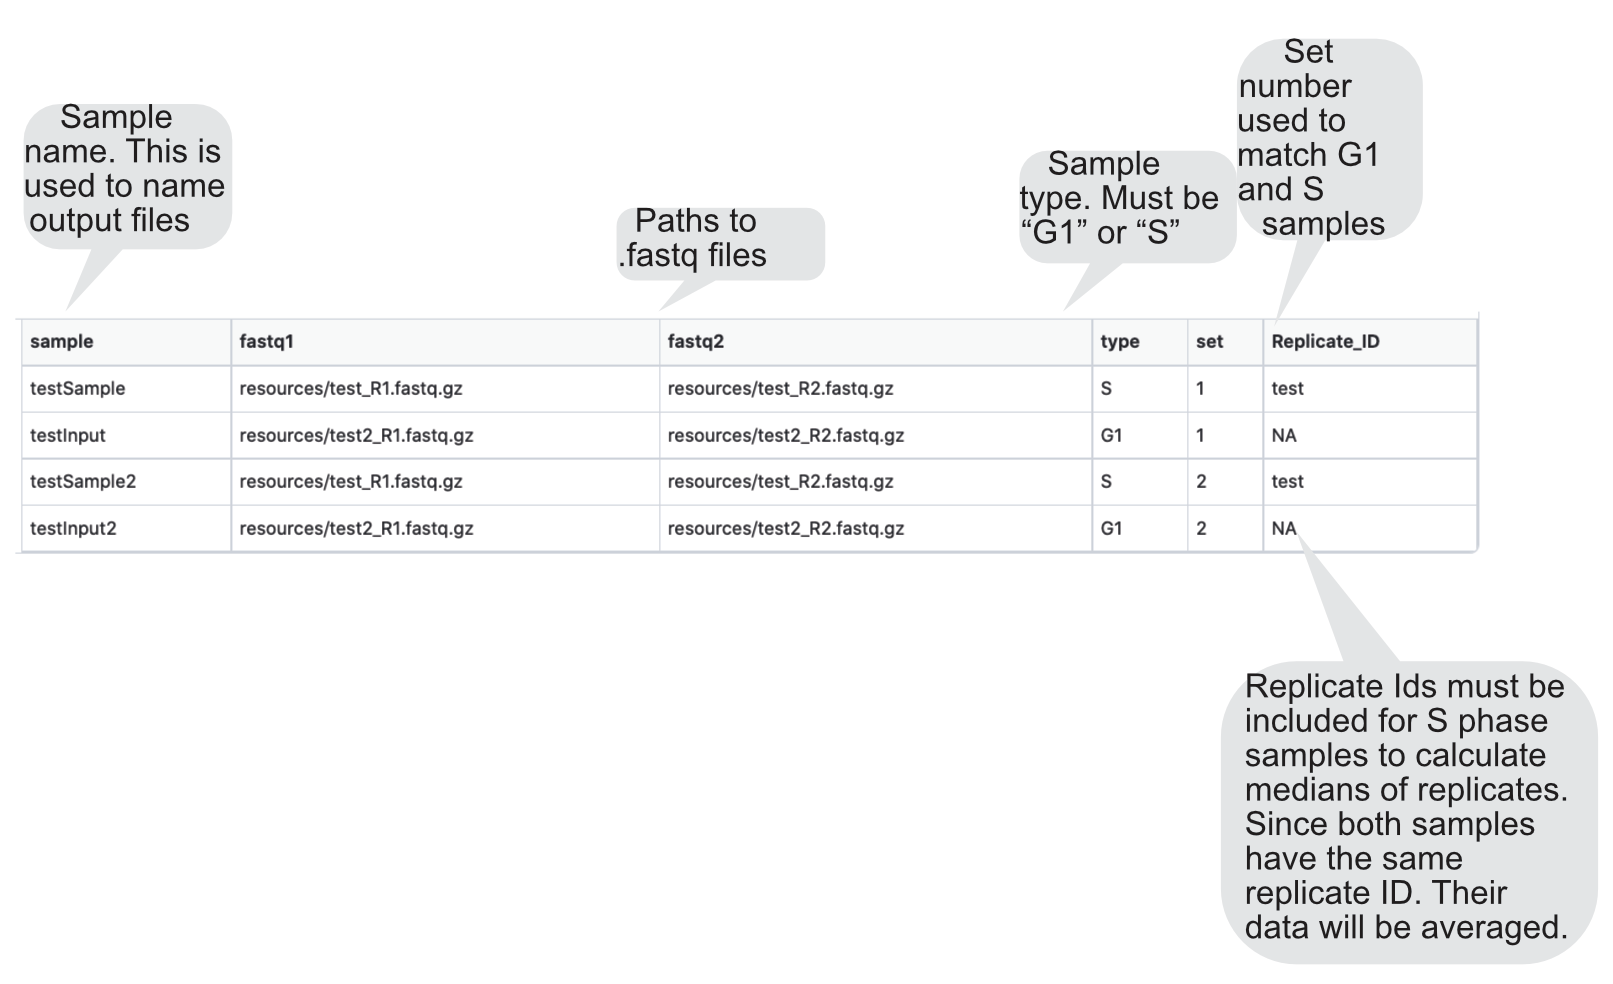 Set
number
used to
match G1
and S
samples
Sample
name. This is
used to name
output files
Sample
type. Must be
“G1” or “S”
Paths to
.fastq files
sample fastq1 fastq2 type set Replicate_ID
testSample resources/test_R1.fastq.gz resources/test_R2.fastq.gz S 1 test
testInput resources/test2_R1.fastq.gz resources/test2_R2.fastq.gz G1 1 NA
testSample2 resources/test_R1.fastq.gz resources/test_R2.fastq.gz S 2 test
testInput2 resources/test2_R1.fastq.gz resources/test2_R2.fastq.gz G1 2 NA
Replicate Ids must be
included for S phase
samples to calculate
medians of replicates.
Since both samples
have the same
replicate ID. Their
data will be averaged.